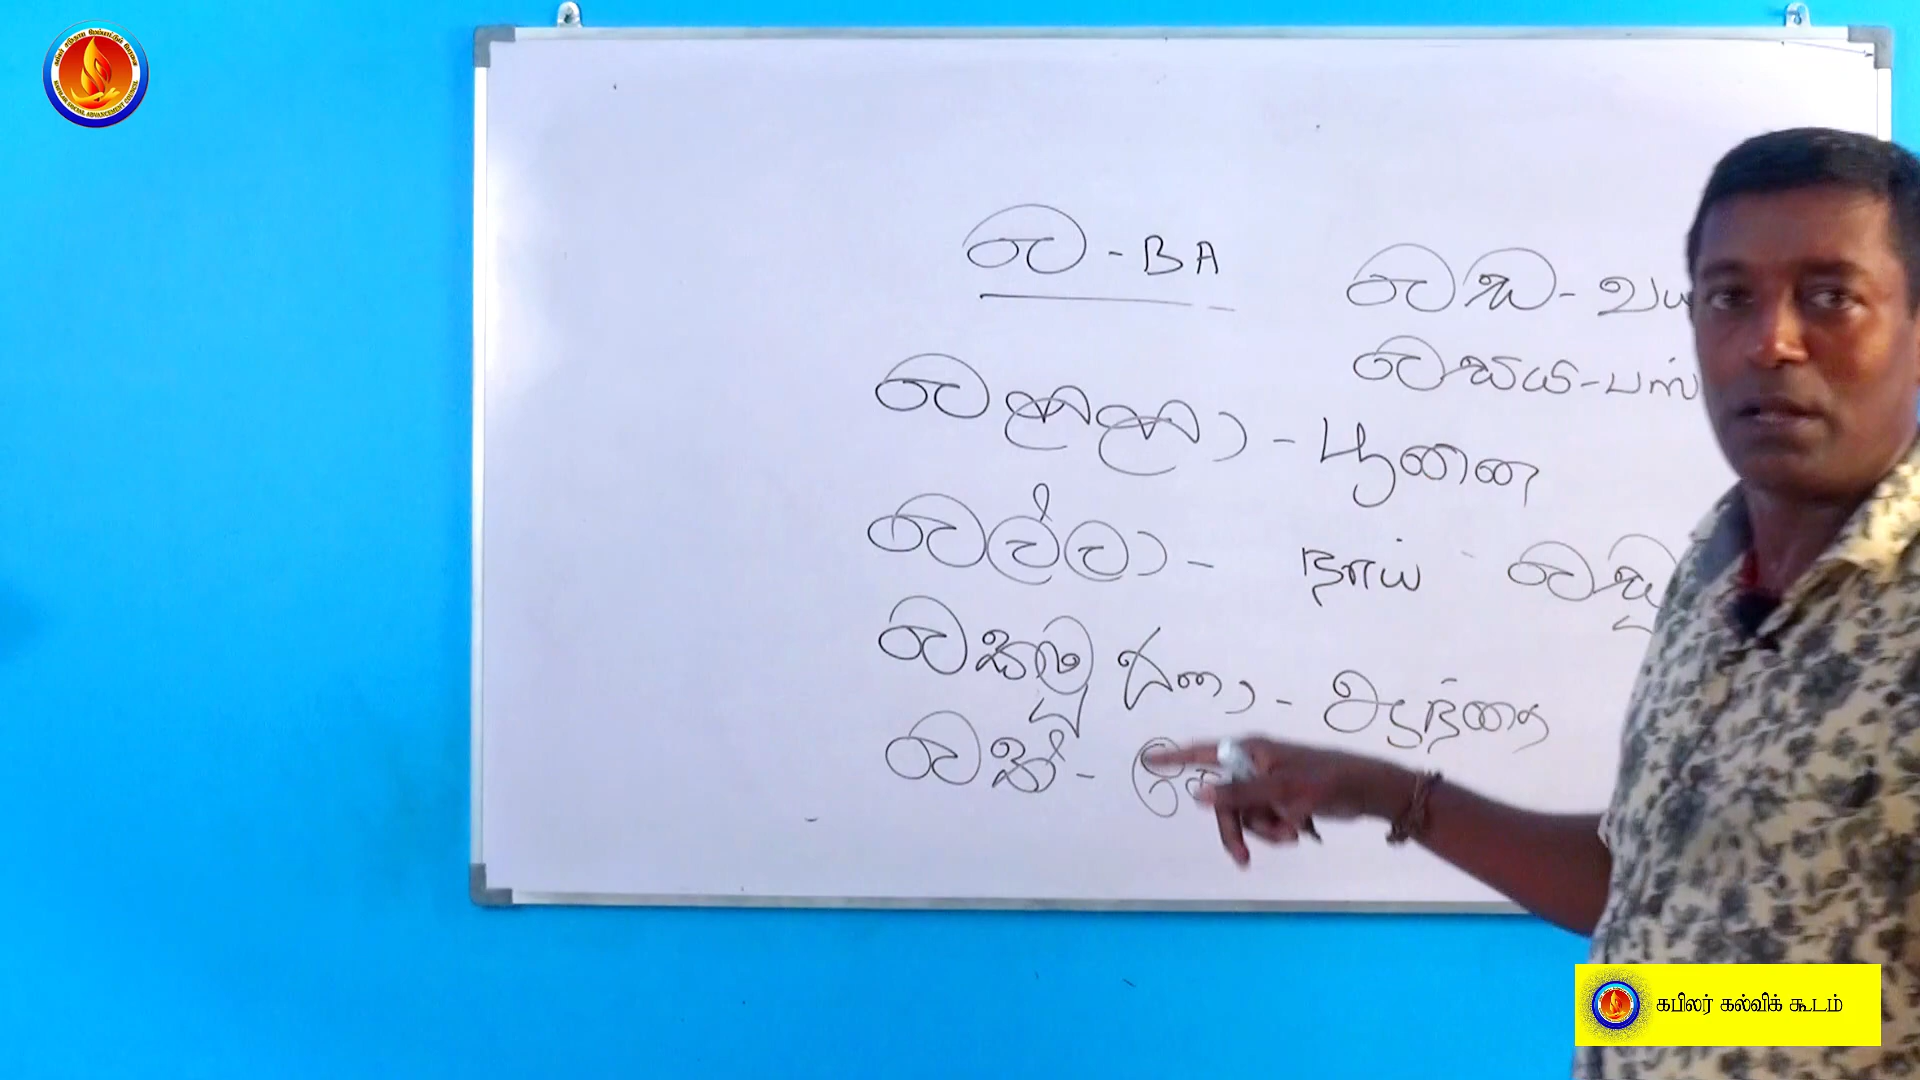 බ - BA
බඩ - வய
බසය - பஸ்
බළලා - பூனை
බල්ලா - நாய்
බකමූණා - ஆந்தை
බත් -
கபிலர் கல்விக் கூடம்